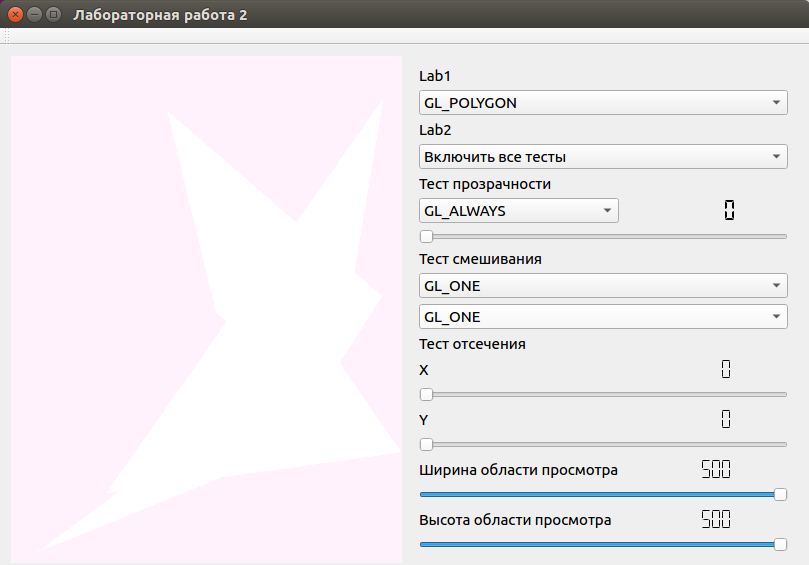 Лабораторная работа 2
Lab1
GL_POLYGON
Lab2
Включить все тесты
Тест прозрачности
GL_ALWAYS 0
Тест смешивания
GL_ONE
GL_ONE
Тест отсечения
X 0
Y 0
Ширина области просмотра 500
Высота области просмотра 500